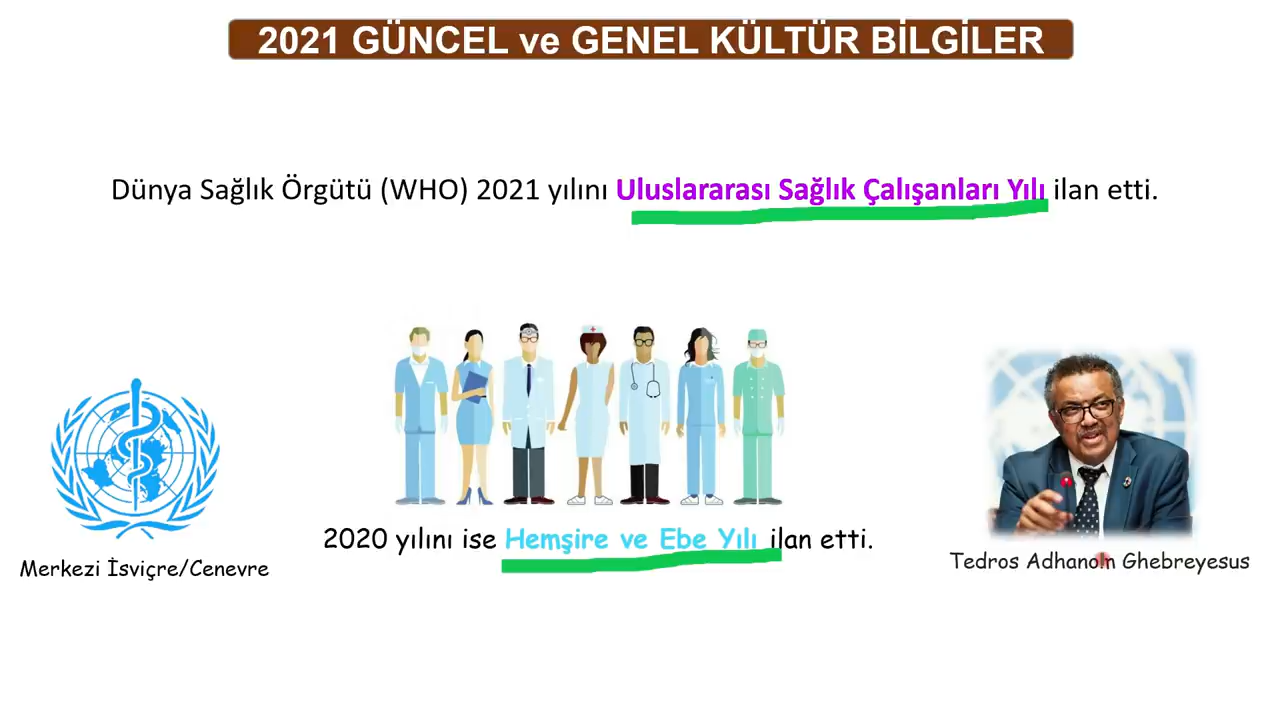 2021 GÜNCEL ve GENEL KÜLTÜR BİLGİLER
Dünya Sağlık Örgütü (WHO) 2021 yılını Uluslararası Sağlık Çalışanları Yılı ilan etti.
2020 yılını ise Hemşire ve Ebe Yılı ilan etti.
Merkezi İsviçre/Cenevre
Tedros Adhanom Ghebreyesus